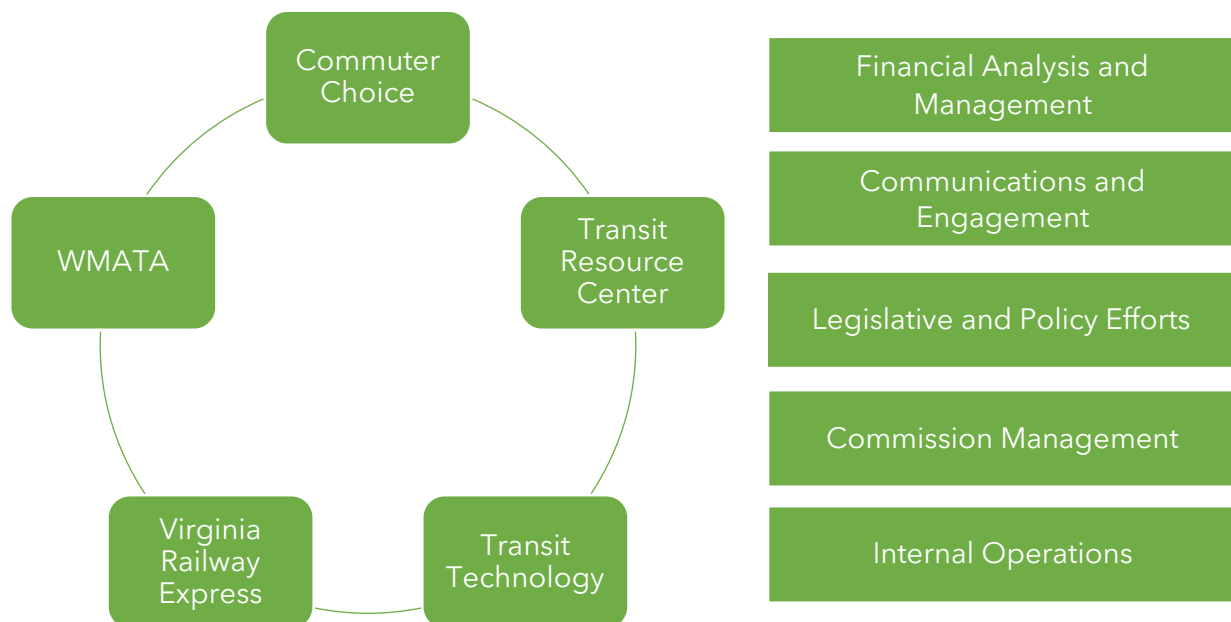 Commuter
Choice
Transit
Resource
Center
Transit
Technology
Virginia
Railway
Express
WMATA
Financial Analysis and
Management
Communications and
Engagement
Legislative and Policy Efforts
Commission Management
Internal Operations